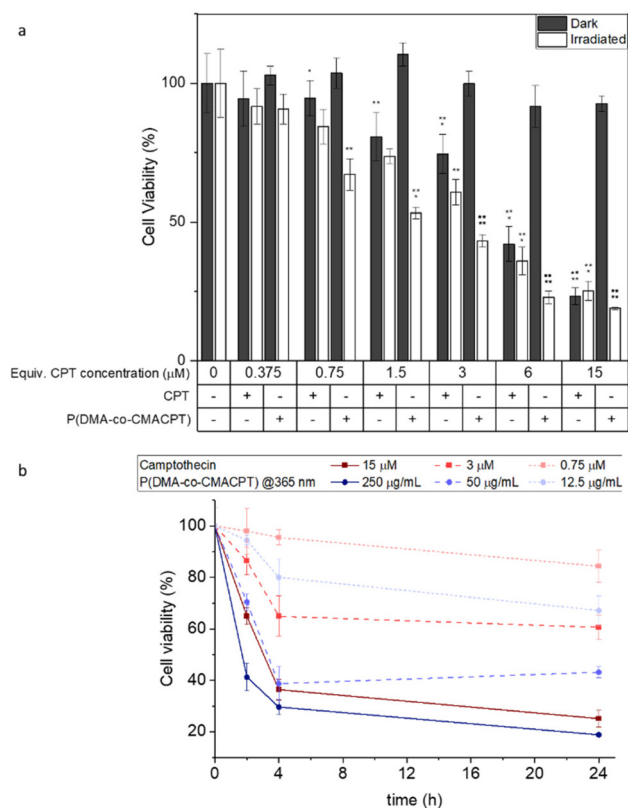 a
Dark
Irradiated
Cell Viability (%)
100
50
0
*
**
**
**
*
**
*
**
*
**
**
**
*
**
*
**
**
**
**
**
*
**
**
Equiv. CPT concentration (μM) 0 0.375 0.75 1.5 3 6 15
CPT - + - + - + - + - + - + -
P(DMA-co-CMACPT) - - + - + - + - + - + - +
b
Camptothecin 15 μM 3 μM 0.75 μM
P(DMA-co-CMACPT) @365 nm 250 μg/mL 50 μg/mL 12.5 μg/mL
Cell viability (%)
100
80
60
40
20
0 4 8 12 16 20 24
time (h)